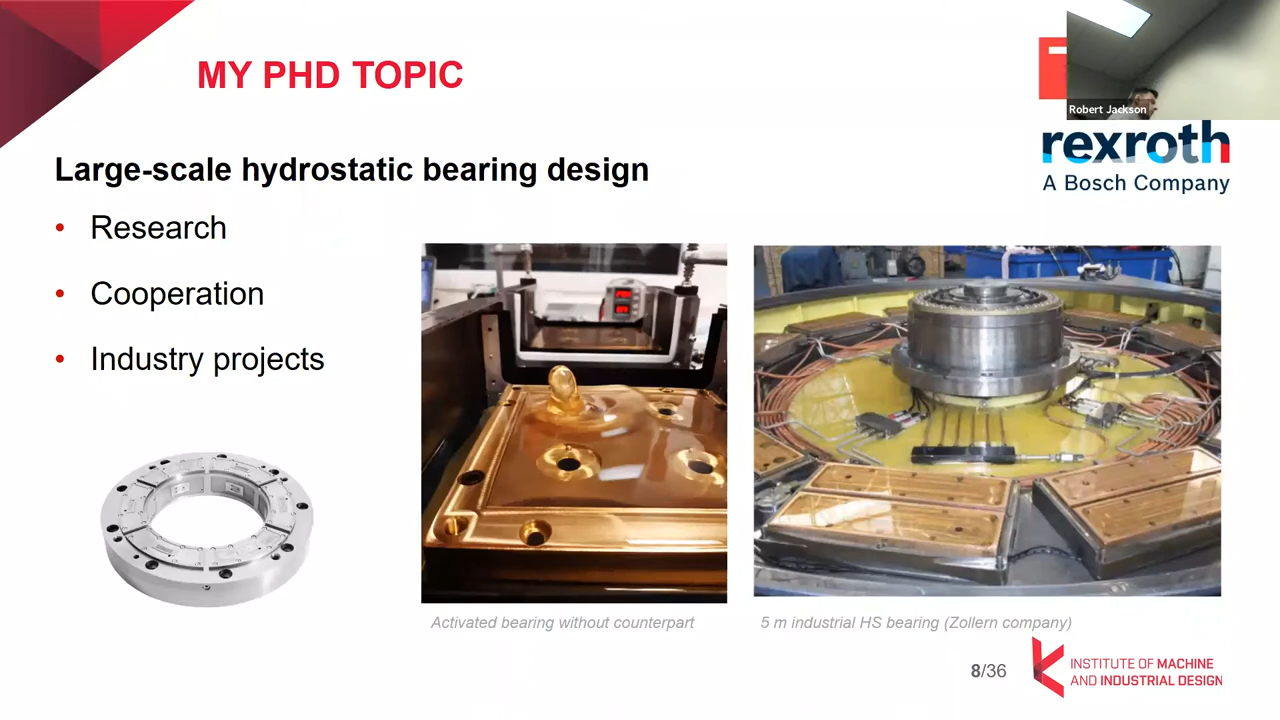 MY PHD TOPIC
Robert Jackson
rexroth
A Bosch Company
Large-scale hydrostatic bearing design
• Research
• Cooperation
• Industry projects
Activated bearing without counterpart
5 m industrial HS bearing (Zollern company)
8/36
INSTITUTE OF MACHINE
AND INDUSTRIAL DESIGN